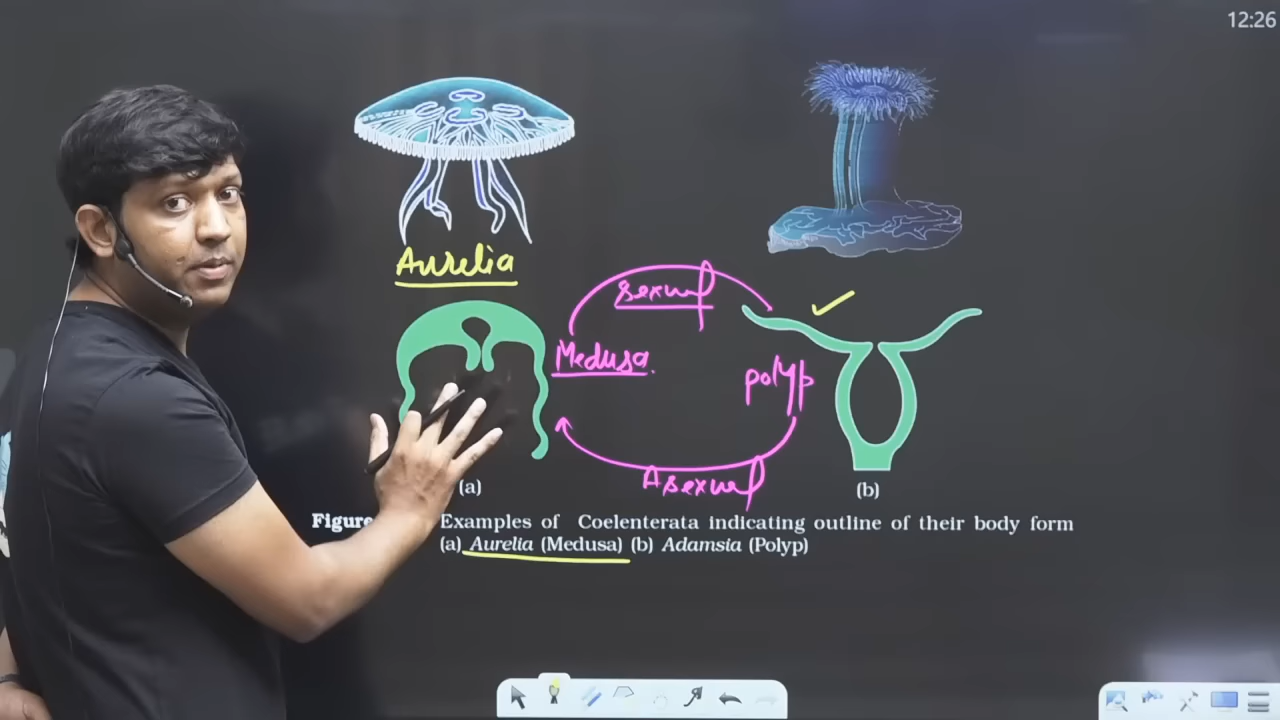 12:26
Aurelia
sexual
Medusa
polyp
Asexual
(a)
(b)
Figure
Examples of Coelenterata indicating outline of their body form
(a) Aurelia (Medusa) (b) Adamsia (Polyp)